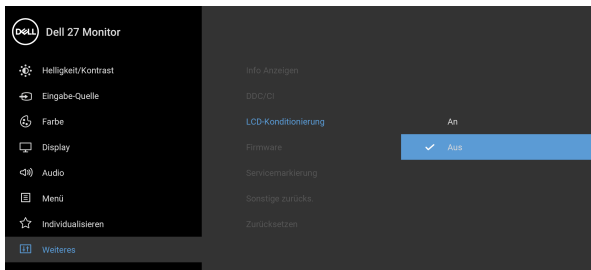 DELL Dell 27 Monitor
Helligkeit/Kontrast
Eingabe-Quelle
Farbe
Display
Audio
Menü
Individualisieren
Weiteres
Info Anzeigen
DDC/CI
LCD-Konditionierung
Firmware
Servicemarkierung
Sonstige zurücks.
Zurücksetzen
An
Aus